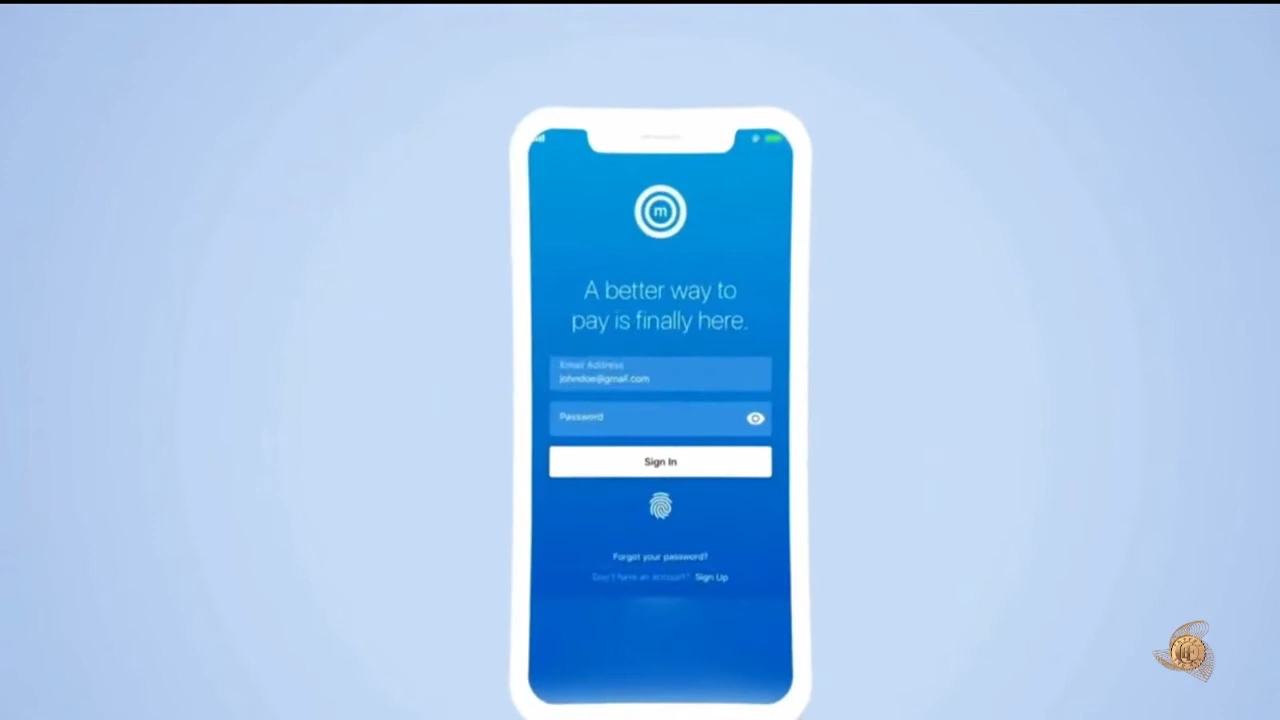 m
A better way to
pay is finally here.
Email Address
johndoe@gmail.com
Password
Sign In
Forgot your password?
Don't have an account? Sign Up